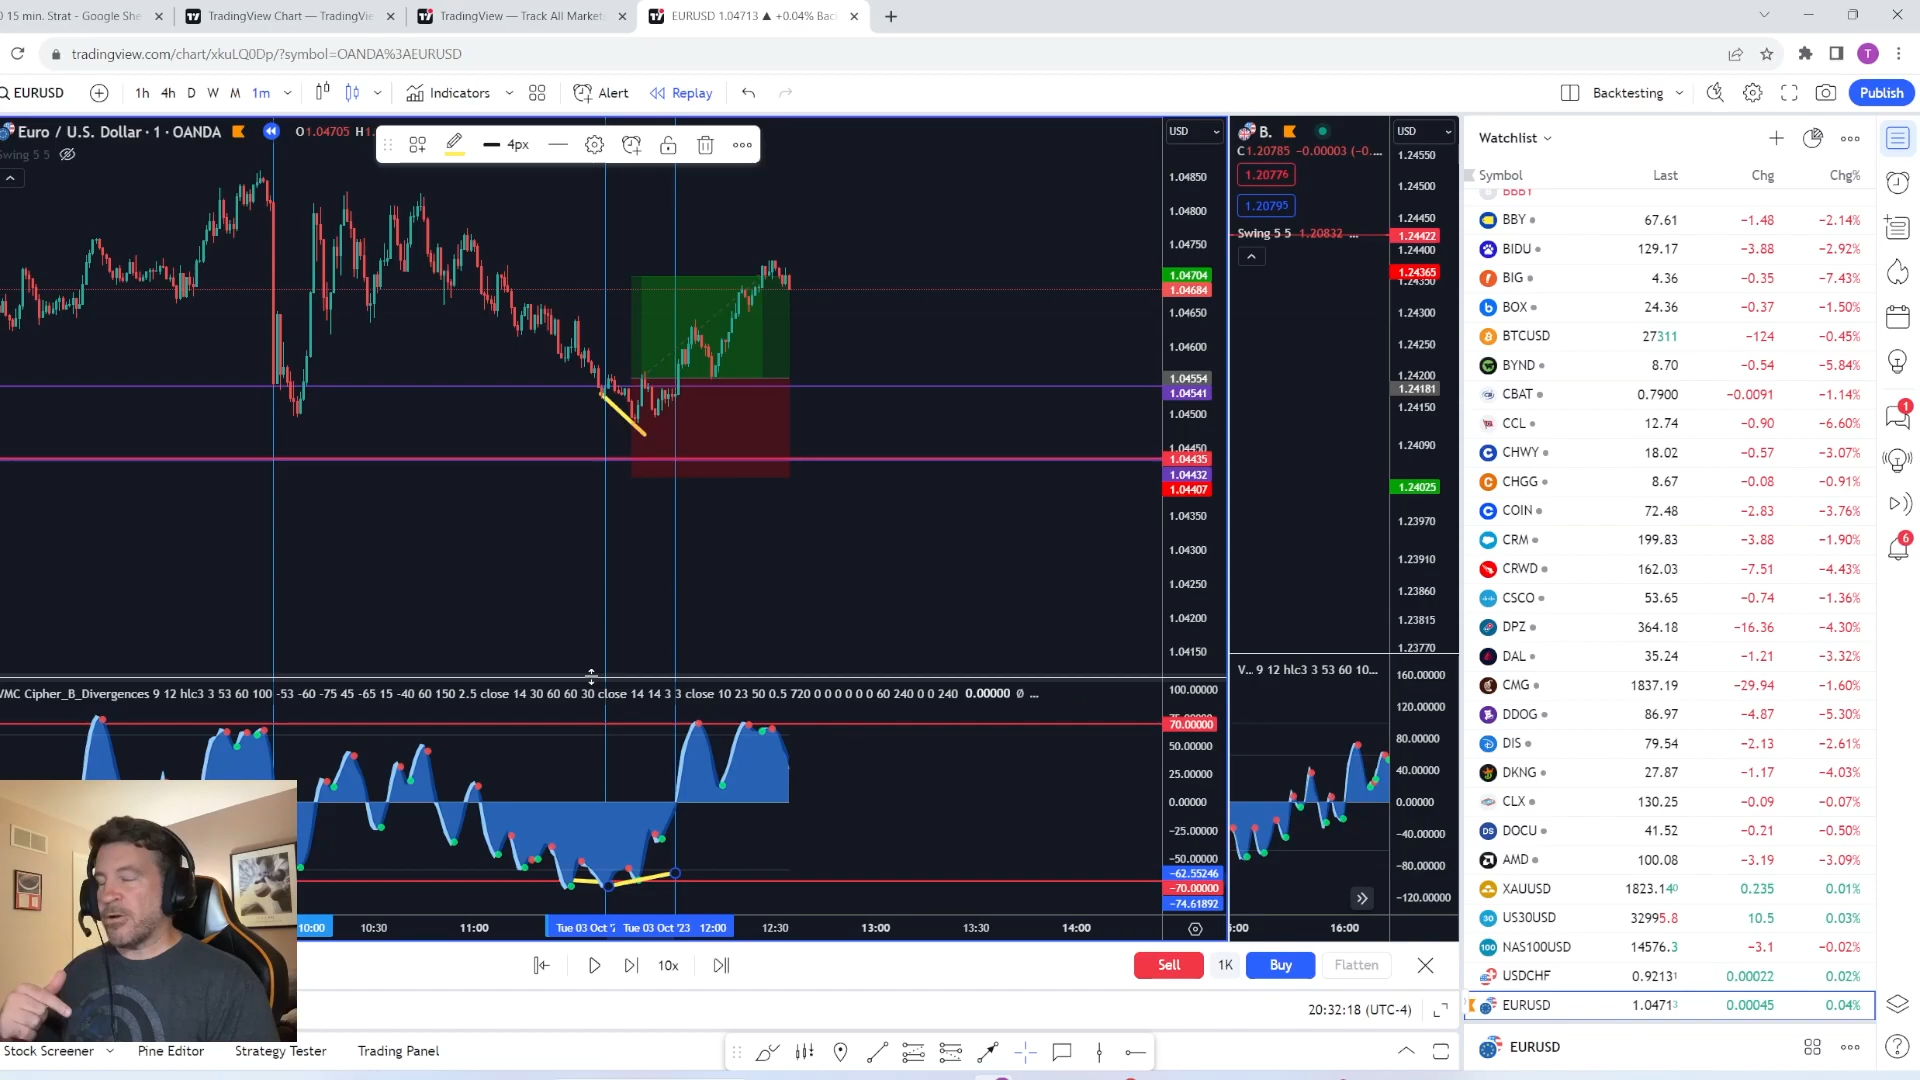 0 15 min. Strat - Google She
TradingView Chart — TradingVie
TradingView — Track All Market
EURUSD 1.04713 ▲ +0.04% Bac
tradingview.com/chart/xkuLQ0Dp/?symbol=OANDA%3AEURUSD
T
EURUSD
1h 4h D W M 1m
Indicators
Alert
Replay
Backtesting
Publish
Euro / U.S. Dollar · 1 · OANDA
O1.04705 H1.
4px
Swing 5 5
USD
1.04850
1.04800
1.04750
1.04704
1.04684
1.04650
1.04600
1.04554
1.04541
1.04500
1.04450
1.04435
1.04432
1.04407
1.04350
1.04300
1.04250
1.04200
1.04150
B.
C1.20785 −0.00003 (−0....
1.20776
1.20795
Swing 5 5 1.20832 ...
USD
1.24550
1.24500
1.24450
1.24422
1.24400
1.24365
1.24350
1.24300
1.24250
1.24200
1.24181
1.24150
1.24090
1.24025
1.23970
1.23910
1.23860
1.23815
1.23770
VMC Cipher_B_Divergences 9 12 hlc3 3 53 60 100 -53 -60 -75 45 -65 15 -40 60 150 2.5 close 14 30 60 60 30 close 14 14 3 3 close 10 23 50 0.5 720 0 0 0 0 0 0 60 240 0 0 240 0.00000 Ø ...
100.00000
75.00000
70.00000
50.00000
25.00000
0.00000
−25.00000
−50.00000
−62.55246
−70.00000
−74.61892
V... 9 12 hlc3 3 53 60 10...
160.00000
120.00000
80.00000
40.00000
0.00000
−40.00000
−80.00000
−120.00000
10:00 10:30 11:00 Tue 03 Oct '2 Tue 03 Oct '23 12:00 12:30 13:00 13:30 14:00
5:00 16:00
10x
Sell
1K
Buy
Flatten
20:32:18 (UTC-4)
Stock Screener
Pine Editor
Strategy Tester
Trading Panel
Watchlist
Symbol Last Chg Chg%
BBBY
BBY 67.61 −1.48 −2.14%
BIDU 129.17 −3.88 −2.92%
BIG 4.36 −0.35 −7.43%
BOX 24.36 −0.37 −1.50%
BTCUSD 27311 −124 −0.45%
BYND 8.70 −0.54 −5.84%
CBAT 0.7900 −0.0091 −1.14%
CCL 12.74 −0.90 −6.60%
CHWY 18.02 −0.57 −3.07%
CHGG 8.67 −0.08 −0.91%
COIN 72.48 −2.83 −3.76%
CRM 199.83 −3.88 −1.90%
CRWD 162.03 −7.51 −4.43%
CSCO 53.65 −0.74 −1.36%
DPZ 364.18 −16.36 −4.30%
DAL 35.24 −1.21 −3.32%
CMG 1837.19 −29.94 −1.60%
DDOG 86.97 −4.87 −5.30%
DIS 79.54 −2.13 −2.61%
DKNG 27.87 −1.17 −4.03%
CLX 130.25 −0.09 −0.07%
DOCU 41.52 −0.21 −0.50%
AMD 100.08 −3.19 −3.09%
XAUUSD 1823.140 0.235 0.01%
US30USD 32995.8 10.5 0.03%
NAS100USD 14576.3 −3.1 −0.02%
USDCHF 0.92131 0.00022 0.02%
EURUSD 1.04713 0.00045 0.04%
EURUSD
1
6